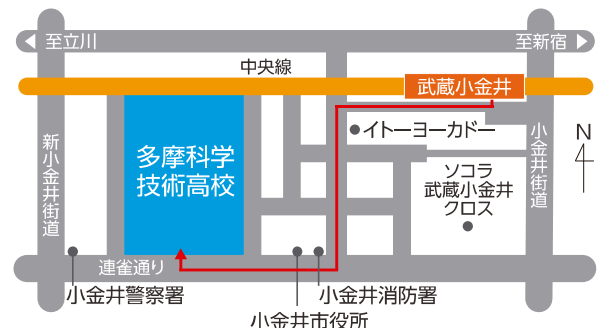 至立川
至新宿
中央線
武蔵小金井
イトーヨーカドー
小金井街道
N
新小金井街道
多摩科学
技術高校
ソコラ
武蔵小金井
クロス
連雀通り
小金井警察署
小金井消防署
小金井市役所